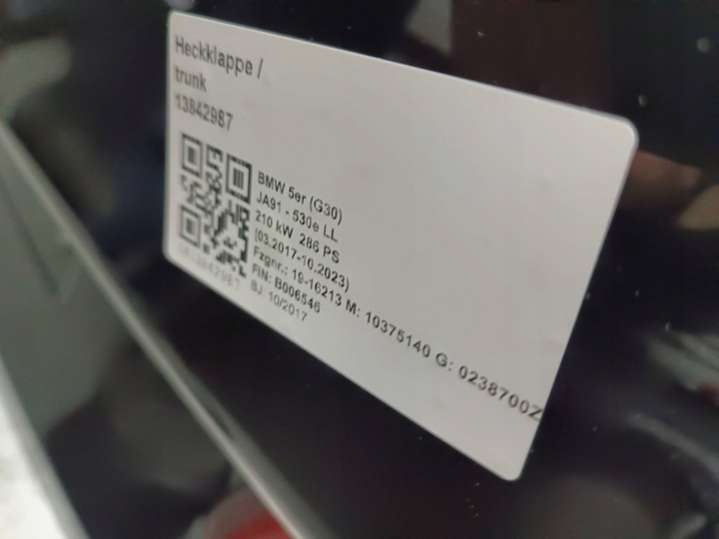 Heckklappe /
trunk
13842987
BMW 5er (G30)
JA91 - 530e LL
210 kW 286 PS
(03.2017-10.2023)
Fzgnr.: 19-16213 M: 10375140 G: 0238700Z
FIN: B006546
BJ 10/2017